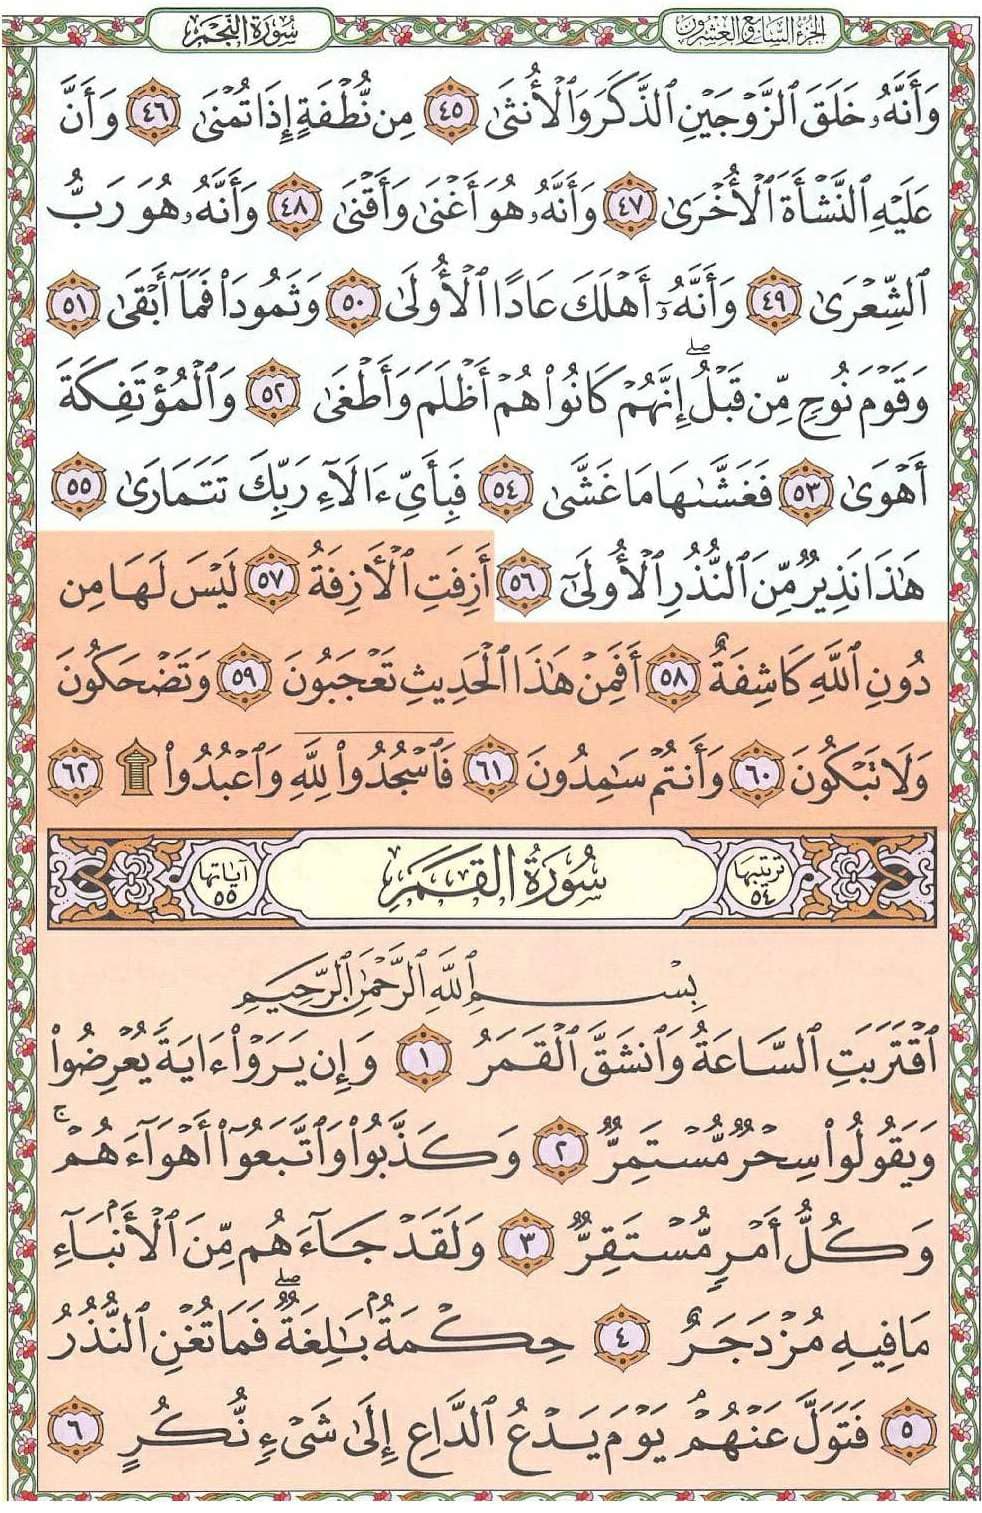 الجزء السابع والعشرون
سورة النجم
وَأَنَّهُۥ خَلَقَ ٱلزَّوْجَيْنِ ٱلذَّكَرَ وَٱلْأُنثَىٰ ٤٥ مِن نُّطْفَةٍ إِذَا تُمْنَىٰ ٤٦ وَأَنَّ
عَلَيْهِ ٱلنَّشْأَةَ ٱلْأُخْرَىٰ ٤٧ وَأَنَّهُۥ هُوَ أَغْنَىٰ وَأَقْنَىٰ ٤٨ وَأَنَّهُۥ هُوَ رَبُّ
ٱلشِّعْرَىٰ ٤٩ وَأَنَّهُۥٓ أَهْلَكَ عَادًا ٱلْأُولَىٰ ٥٠ وَثَمُودَا۟ فَمَآ أَبْقَىٰ ٥١
وَقَوْمَ نُوحٍ مِّن قَبْلُ ۖ إِنَّهُمْ كَانُوا۟ هُمْ أَظْلَمَ وَأَطْغَىٰ ٥٢ وَٱلْمُؤْتَفِكَةَ
أَهْوَىٰ ٥٣ فَغَشَّىٰهَا مَا غَشَّىٰ ٥٤ فَبِأَىِّ ءَالَآءِ رَبِّكَ تَتَمَارَىٰ ٥٥
هَٰذَا نَذِيرٌ مِّنَ ٱلنُّذُرِ ٱلْأُولَىٰٓ ٥٦ أَزِفَتِ ٱلْءَازِفَةُ ٥٧ لَيْسَ لَهَا مِن
دُونِ ٱللَّهِ كَاشِفَةٌ ٥٨ أَفَمِنْ هَٰذَا ٱلْحَدِيثِ تَعْجَبُونَ ٥٩ وَتَضْحَكُونَ
وَلَا تَبْكُونَ ٦٠ وَأَنتُمْ سَٰمِدُونَ ٦١ فَٱسْجُدُوا۟ لِلَّهِ وَٱعْبُدُوا۟ ۩ ٦٢
ترتيبها ٥٤ سُورَةُ القَمَر آياتها ٥٥
بِسْمِ ٱللَّهِ ٱلرَّحْمَٰنِ ٱلرَّحِيمِ
ٱقْتَرَبَتِ ٱلسَّاعَةُ وَٱنشَقَّ ٱلْقَمَرُ ١ وَإِن يَرَوْا۟ ءَايَةً يُعْرِضُوا۟
وَيَقُولُوا۟ سِحْرٌ مُّسْتَمِرٌّ ٢ وَكَذَّبُوا۟ وَٱتَّبَعُوٓا۟ أَهْوَآءَهُمْ ۚ
وَكُلُّ أَمْرٍ مُّسْتَقِرٌّ ٣ وَلَقَدْ جَآءَهُم مِّنَ ٱلْأَنۢبَآءِ
مَا فِيهِ مُزْدَجَرٌ ٤ حِكْمَةٌۢ بَٰلِغَةٌ ۖ فَمَا تُغْنِ ٱلنُّذُرُ
٥ فَتَوَلَّ عَنْهُمْ ۘ يَوْمَ يَدْعُ ٱلدَّاعِ إِلَىٰ شَىْءٍ نُّكُرٍ ٦